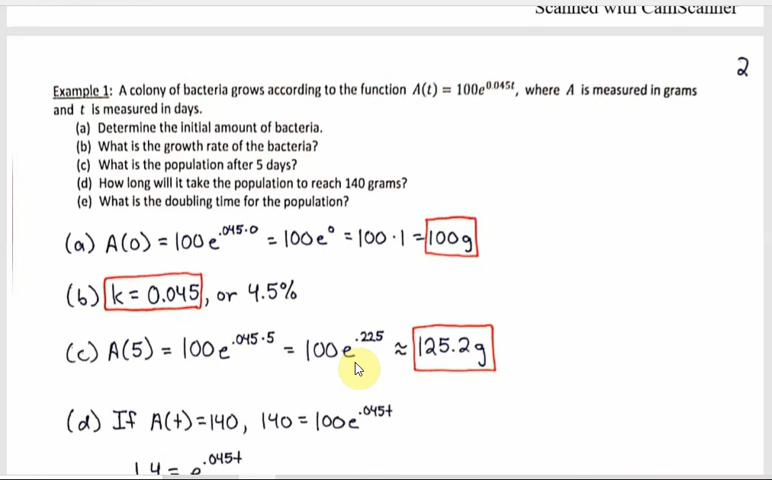 Scanned with CamScanner
2
Example 1: A colony of bacteria grows according to the function A(t) = 100e^0.045t, where A is measured in grams
and t is measured in days.
(a) Determine the initial amount of bacteria.
(b) What is the growth rate of the bacteria?
(c) What is the population after 5 days?
(d) How long will it take the population to reach 140 grams?
(e) What is the doubling time for the population?
(a) A(0) = 100e^.045·0 = 100e^0 = 100·1 = 100g
(b) k = 0.045, or 4.5%
(c) A(5) = 100e^.045·5 = 100e^.225 ≈ 125.2g
(d) If A(t)=140, 140 = 100e^.045t
1.4 = e^.045t